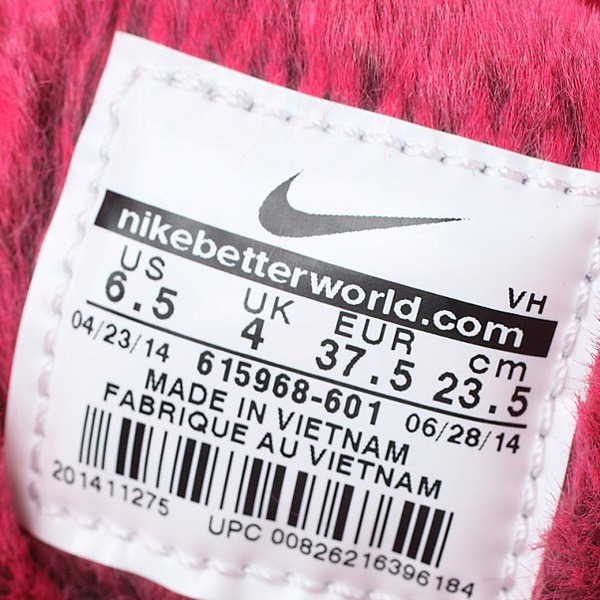 VH
nikebetterworld.com
US UK EUR cm
6.5 4 37.5 23.5
04/23/14 615968-601 06/28/14
MADE IN VIETNAM
FABRIQUE AU VIETNAM
201411275 UPC 00826216396184